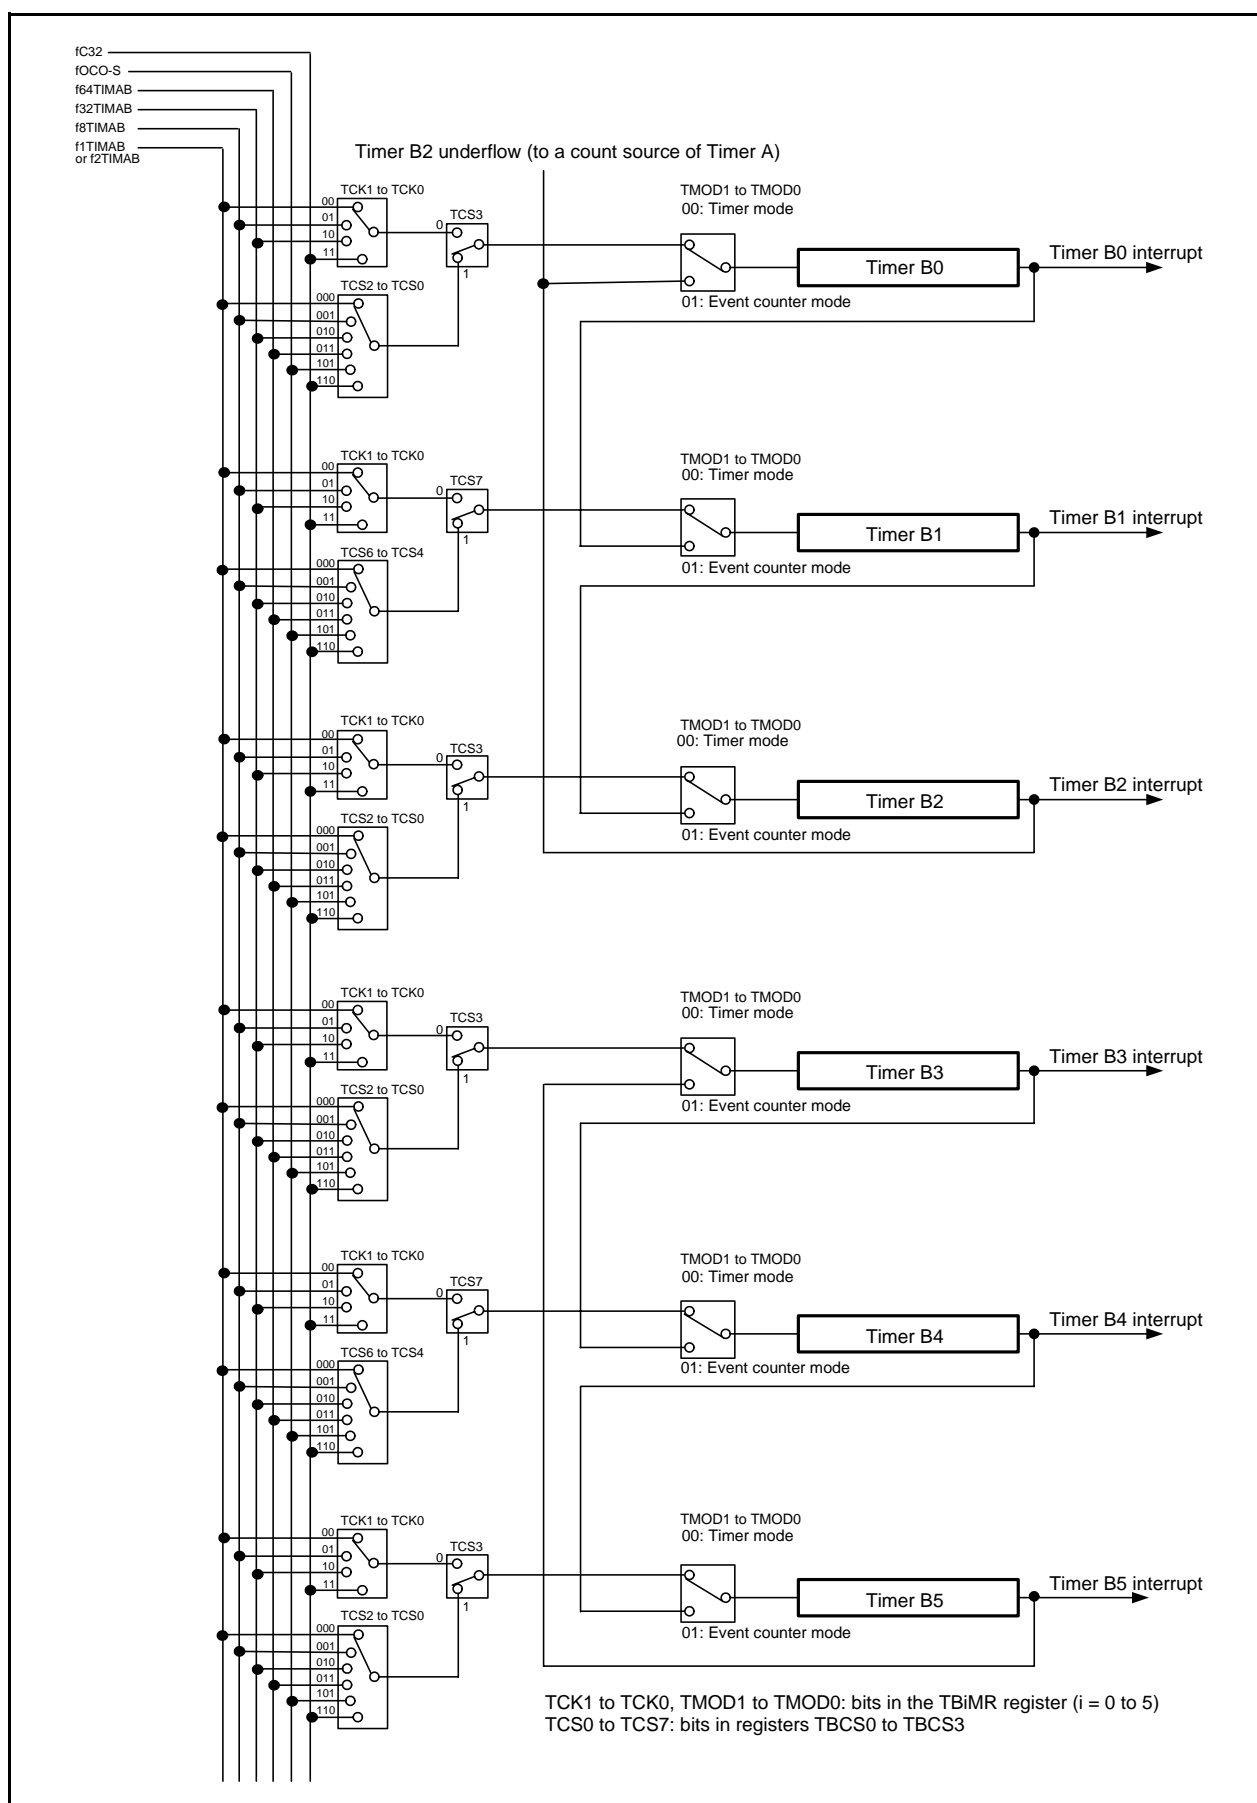 fC32
fOCO-S
f64TIMAB
f32TIMAB
f8TIMAB
f1TIMAB
or f2TIMAB
Timer B2 underflow (to a count source of Timer A)
TCK1 to TCK0
00
01
10
11
TCS3
0
1
TCS2 to TCS0
000
001
010
011
101
110
TMOD1 to TMOD0
00: Timer mode
01: Event counter mode
Timer B0
Timer B0 interrupt
TCK1 to TCK0
00
01
10
11
TCS7
0
1
TCS6 to TCS4
000
001
010
011
101
110
TMOD1 to TMOD0
00: Timer mode
01: Event counter mode
Timer B1
Timer B1 interrupt
TCK1 to TCK0
00
01
10
11
TCS3
0
1
TCS2 to TCS0
000
001
010
011
101
110
TMOD1 to TMOD0
00: Timer mode
01: Event counter mode
Timer B2
Timer B2 interrupt
TCK1 to TCK0
00
01
10
11
TCS3
0
1
TCS2 to TCS0
000
001
010
011
101
110
TMOD1 to TMOD0
00: Timer mode
01: Event counter mode
Timer B3
Timer B3 interrupt
TCK1 to TCK0
00
01
10
11
TCS7
0
1
TCS6 to TCS4
000
001
010
011
101
110
TMOD1 to TMOD0
00: Timer mode
01: Event counter mode
Timer B4
Timer B4 interrupt
TCK1 to TCK0
00
01
10
11
TCS3
0
1
TCS2 to TCS0
000
001
010
011
101
110
TMOD1 to TMOD0
00: Timer mode
01: Event counter mode
Timer B5
Timer B5 interrupt
TCK1 to TCK0, TMOD1 to TMOD0: bits in the TBiMR register (i = 0 to 5)
TCS0 to TCS7: bits in registers TBCS0 to TBCS3